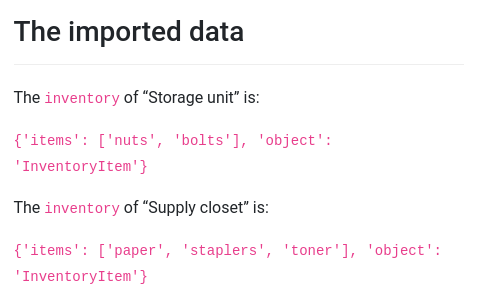 The imported data
The inventory of “Storage unit” is:
{'items': ['nuts', 'bolts'], 'object':
'InventoryItem'}
The inventory of “Supply closet” is:
{'items': ['paper', 'staplers', 'toner'], 'object':
'InventoryItem'}